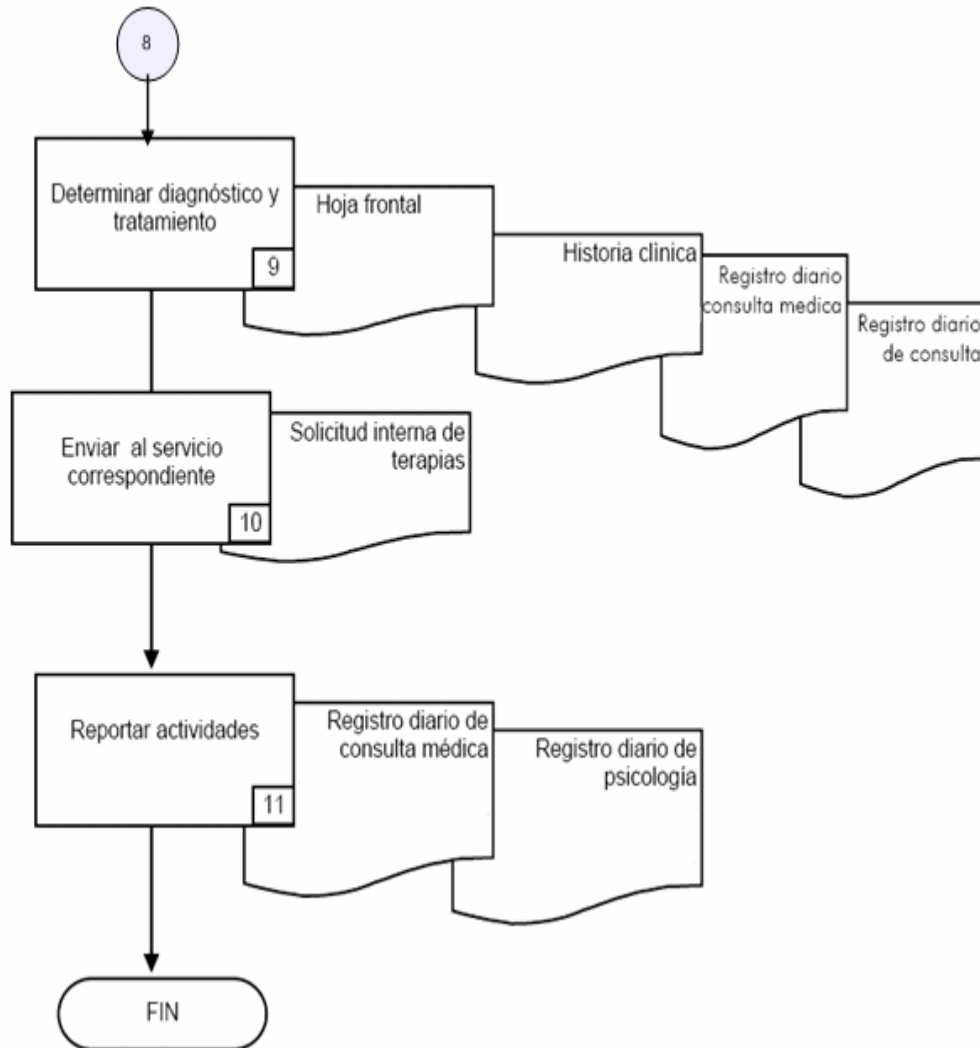 8
Determinar diagnóstico y
tratamiento
9
Hoja frontal
Historia clìnica
Registro diario
consulta medica
Registro diario
de consulta
Enviar al servicio
correspondiente
10
Solicitud interna de
terapias
Reportar actividades
11
Registro diario de
consulta médica
Registro diario de
psicología
FIN